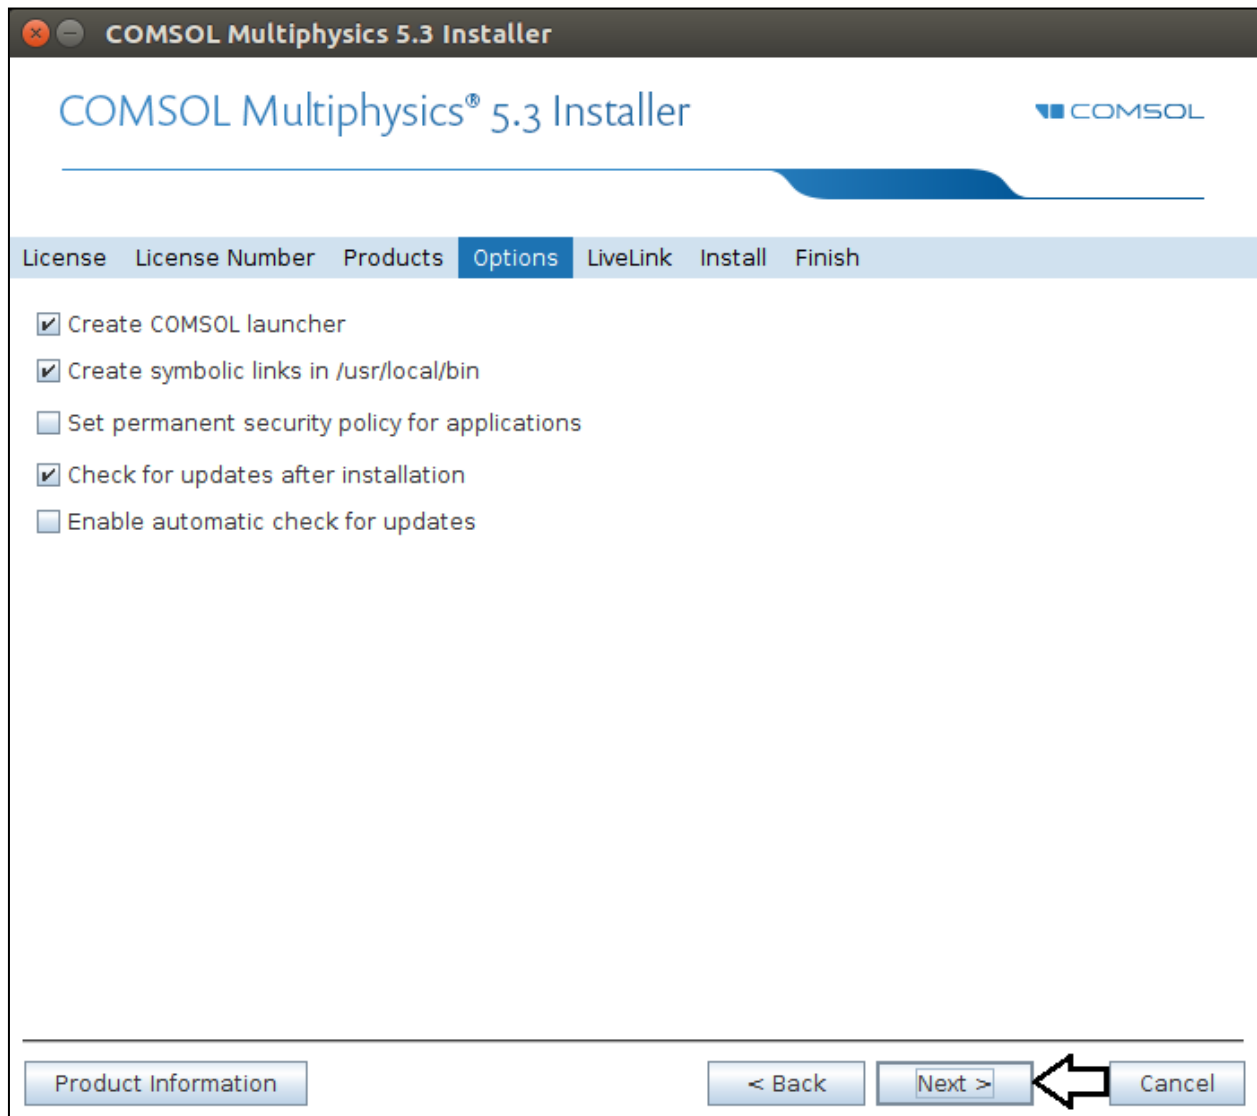 COMSOL Multiphysics 5.3 Installer
COMSOL Multiphysics® 5.3 Installer
COMSOL
License License Number Products Options LiveLink Install Finish
Create COMSOL launcher
Create symbolic links in /usr/local/bin
Set permanent security policy for applications
Check for updates after installation
Enable automatic check for updates
Product Information < Back Next > Cancel